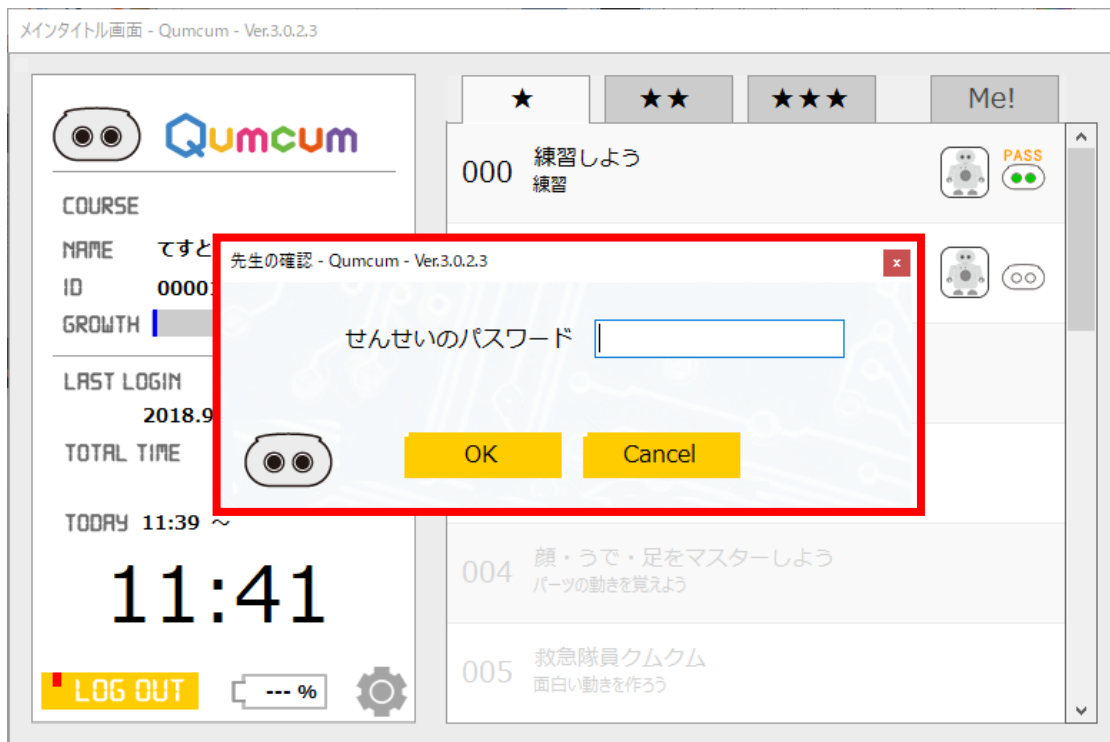 メインタイトル画面 - Qumcum - Ver.3.0.2.3
Qumcum
COURSE
NAME てすと
ID 0000
GROWTH
LAST LOGIN
2018.9
TOTAL TIME
TODAY 11:39 ～
11:41
LOG OUT
--- %
★ ★★ ★★★ Me!
000 練習しよう
練習
PASS
先生の確認 - Qumcum - Ver.3.0.2.3
x
せんせいのパスワード
OK Cancel
004 顔・うで・足をマスターしよう
パーツの動きを覚えよう
005 救急隊員クムクム
面白い動きを作ろう